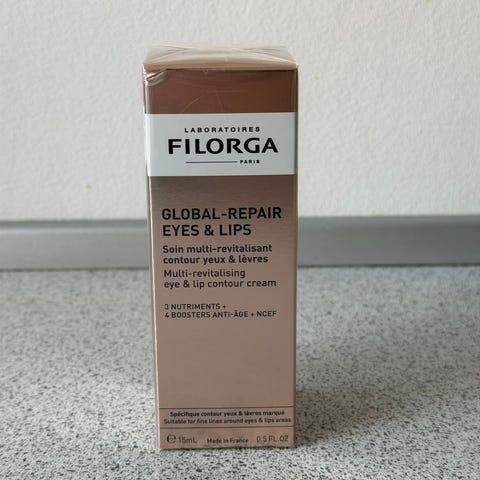 LABORATOIRES
FILORGA
PARIS
GLOBAL-REPAIR
EYES & LIPS
Soin multi-revitalisant
contour yeux & lèvres
Multi-revitalising
eye & lip contour cream
3 NUTRIMENTS +
4 BOOSTERS ANTI-ÂGE + NCEF
Spécifique contour yeux & lèvres marqué
Suitable for fine lines around eyes & lips areas
℮ 15mL Made in France 0.5 FL.OZ